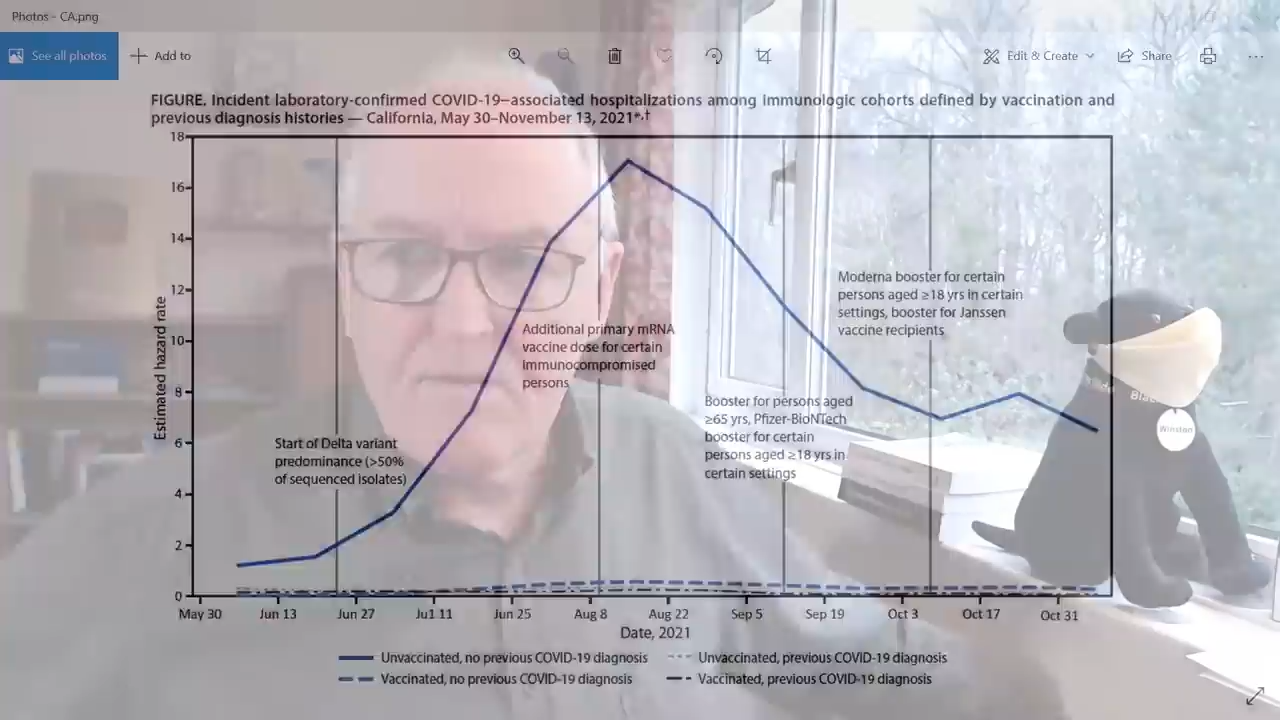 Photos - CA.png
See all photos
Add to
Edit & Create
Share
FIGURE. Incident laboratory-confirmed COVID-19–associated hospitalizations among immunologic cohorts defined by vaccination and
previous diagnosis histories — California, May 30–November 13, 2021*,†
18
16
14
12
10
8
6
4
2
0
Estimated hazard rate
Moderna booster for certain
persons aged ≥18 yrs in certain
settings, booster for Janssen
vaccine recipients
Additional primary mRNA
vaccine dose for certain
immunocompromised
persons
Booster for persons aged
≥65 yrs, Pfizer-BioNTech
booster for certain
persons aged ≥18 yrs in
certain settings
Start of Delta variant
predominance (>50%
of sequenced isolates)
Winston
May 30
Jun 13
Jun 27
Ju1 11
Jun 25
Aug 8
Aug 22
Sep 5
Sep 19
Oct 3
Oct 17
Oct 31
Date, 2021
Unvaccinated, no previous COVID-19 diagnosis
Unvaccinated, previous COVID-19 diagnosis
Vaccinated, no previous COVID-19 diagnosis
Vaccinated, previous COVID-19 diagnosis